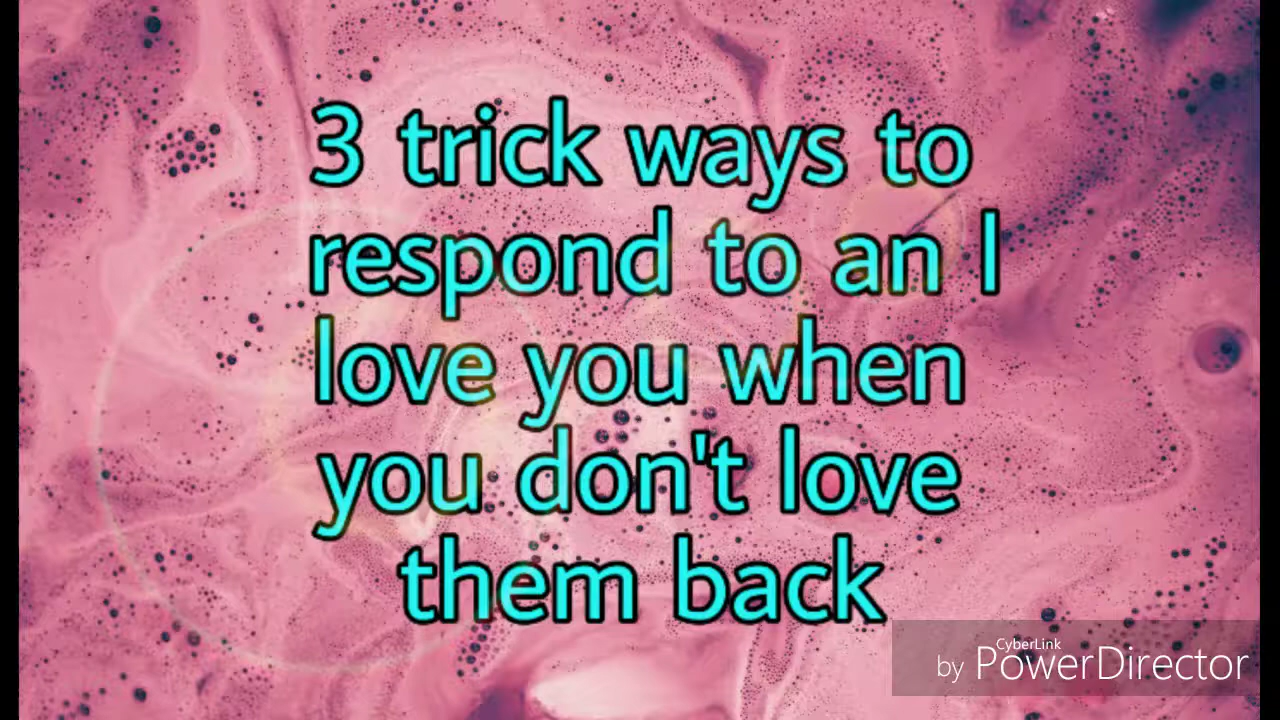 3 trick ways to
respond to an I
love you when
you don't love
them back
CyberLink
by PowerDirector